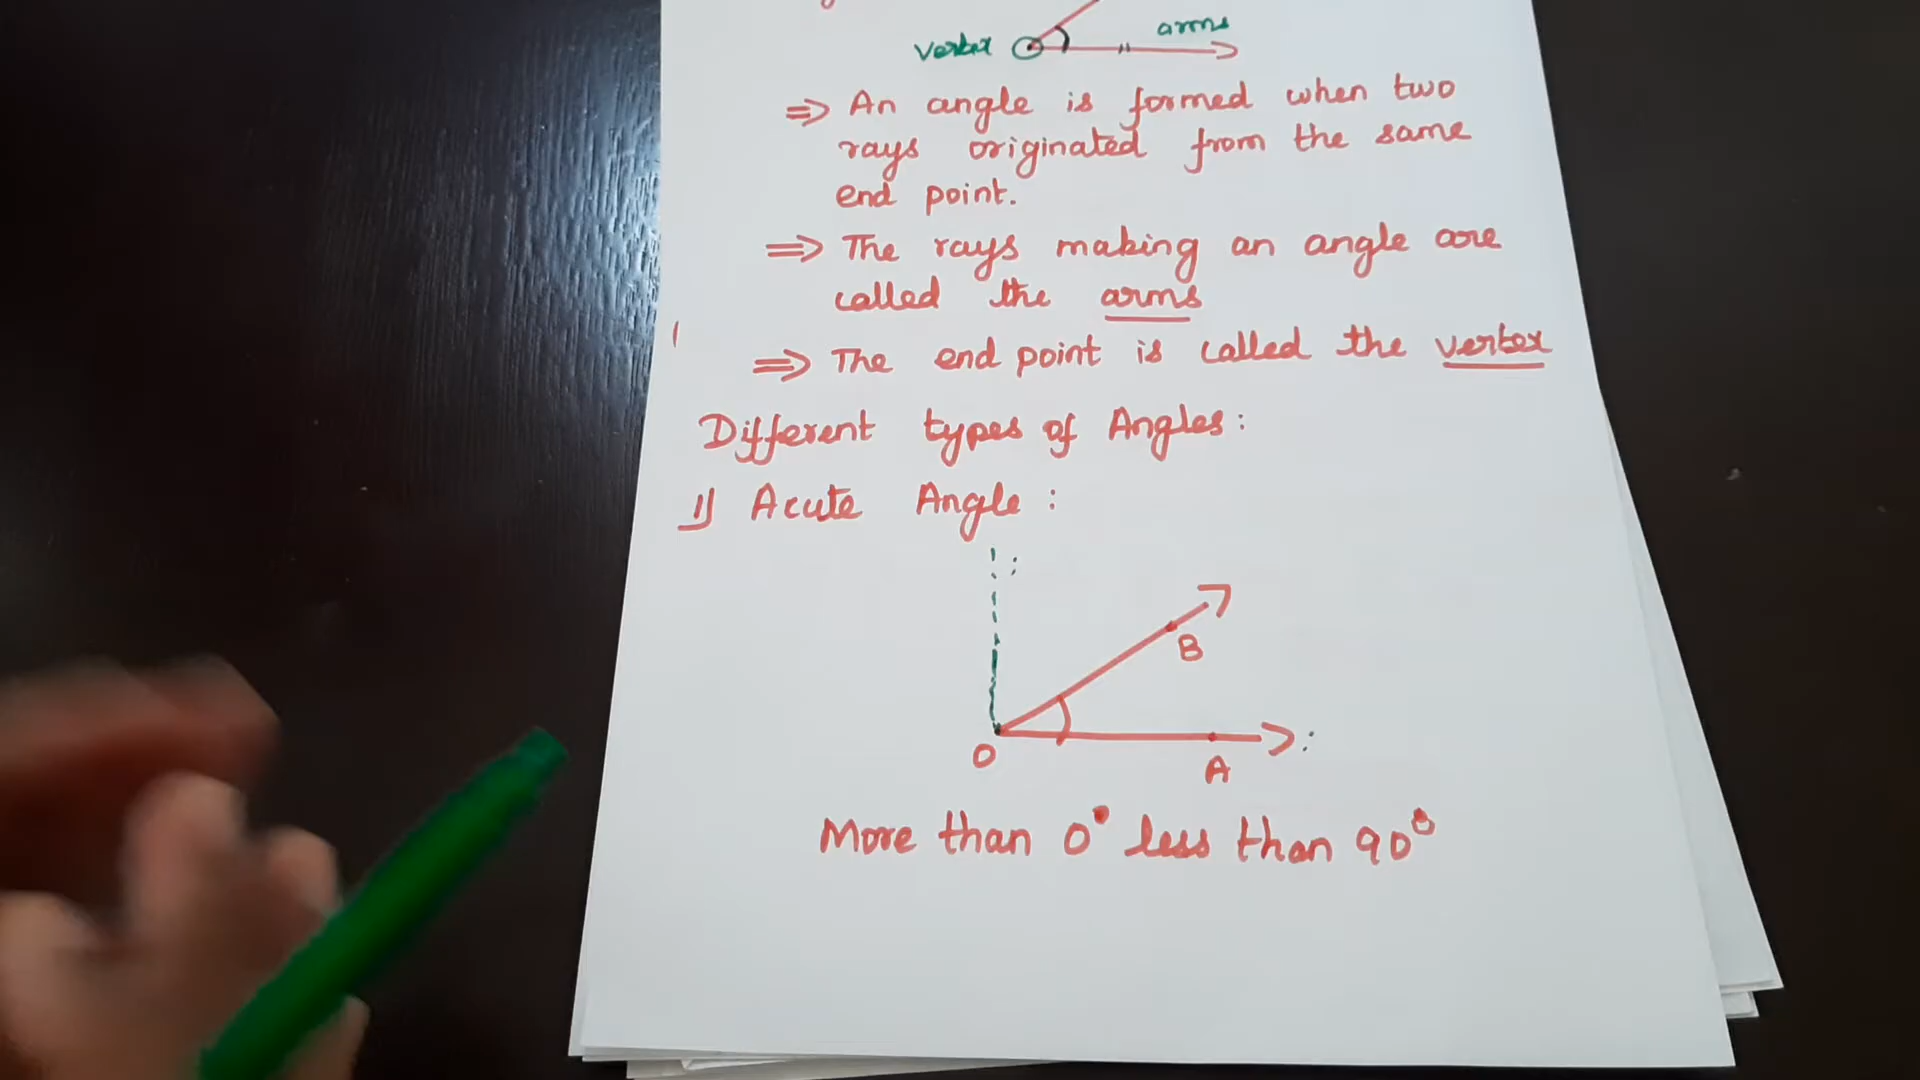 arms
vertex
⇒ An angle is formed when two
rays originated from the same
end point.
⇒ The rays making an angle are
called the arms
⇒ The end point is called the vertex
Different types of Angles:
1) Acute Angle:
B
O
A
More than 0° less than 90°